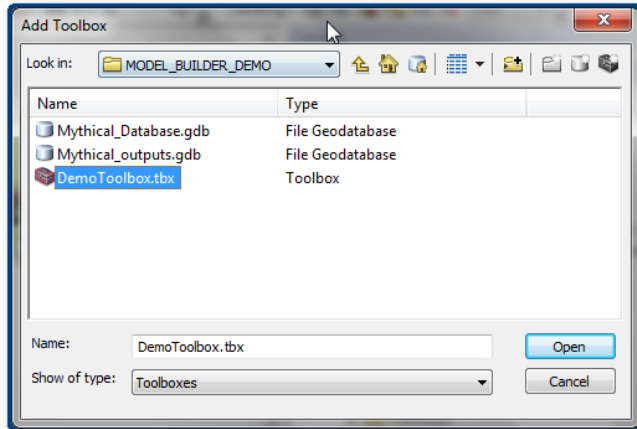 Add Toolbox
Look in: MODEL_BUILDER_DEMO
Name Type
Mythical_Database.gdb File Geodatabase
Mythical_outputs.gdb File Geodatabase
DemoToolbox.tbx Toolbox
Name: DemoToolbox.tbx Open
Show of type: Toolboxes Cancel